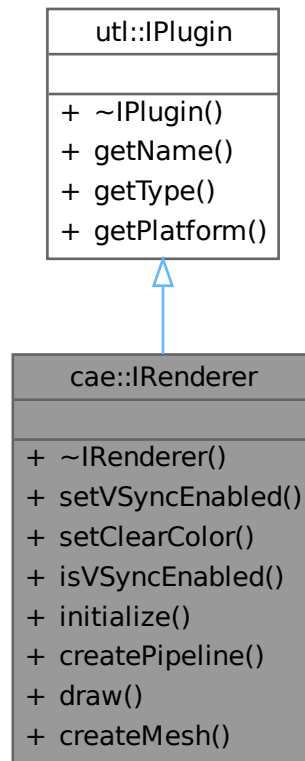 utl::IPlugin
+ ~IPlugin()
+ getName()
+ getType()
+ getPlatform()
cae::IRenderer
+ ~IRenderer()
+ setVSyncEnabled()
+ setClearColor()
+ isVSyncEnabled()
+ initialize()
+ createPipeline()
+ draw()
+ createMesh()